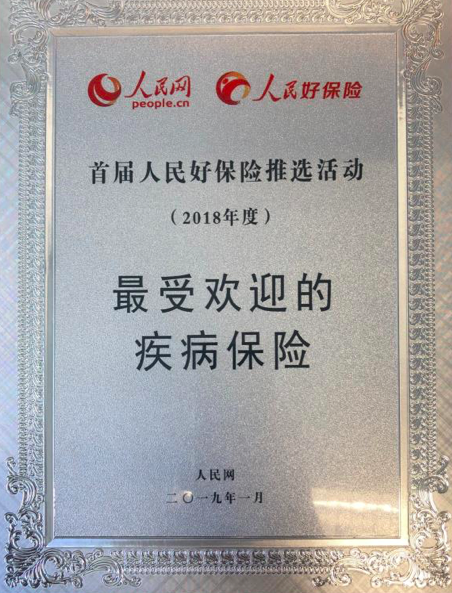 人民网 人民好保险
people.cn
首届人民好保险推选活动
（2018年度）
最受欢迎的
疾病保险
人民网
二〇一九年一月